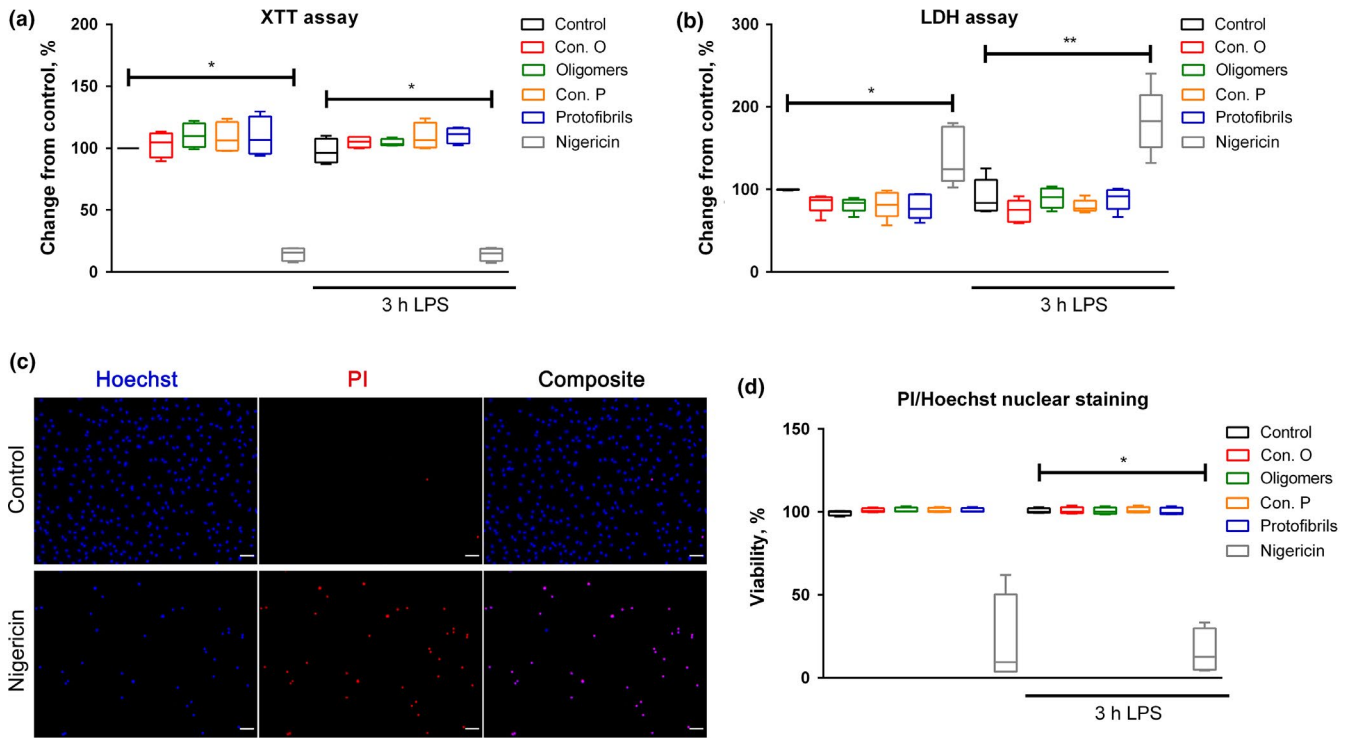 (a)
XTT assay
Change from control, %
150
100
50
0
*
*
3 h LPS
Control
Con. O
Oligomers
Con. P
Protofibrils
Nigericin
(b)
LDH assay
Change from control, %
300
200
100
0
*
**
3 h LPS
Control
Con. O
Oligomers
Con. P
Protofibrils
Nigericin
(c)
Hoechst
PI
Composite
Control
Nigericin
(d)
PI/Hoechst nuclear staining
Viability, %
150
100
50
0
*
3 h LPS
Control
Con. O
Oligomers
Con. P
Protofibrils
Nigericin